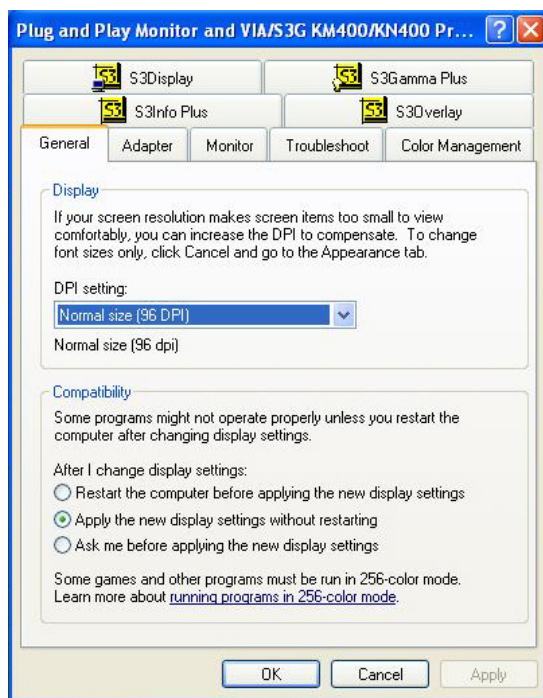 Plug and Play Monitor and VIA/S3G KM400/KN400 Pr...
S3 S3Display S3 S3Gamma Plus
S3 S3Info Plus S3 S3Overlay
General Adapter Monitor Troubleshoot Color Management
Display
If your screen resolution makes screen items too small to view
comfortably, you can increase the DPI to compensate. To change
font sizes only, click Cancel and go to the Appearance tab.
DPI setting:
Normal size (96 DPI)
Normal size (96 dpi)
Compatibility
Some programs might not operate properly unless you restart the
computer after changing display settings.
After I change display settings:
Restart the computer before applying the new display settings
Apply the new display settings without restarting
Ask me before applying the new display settings
Some games and other programs must be run in 256-color mode.
Learn more about running programs in 256-color mode.
OK Cancel Apply